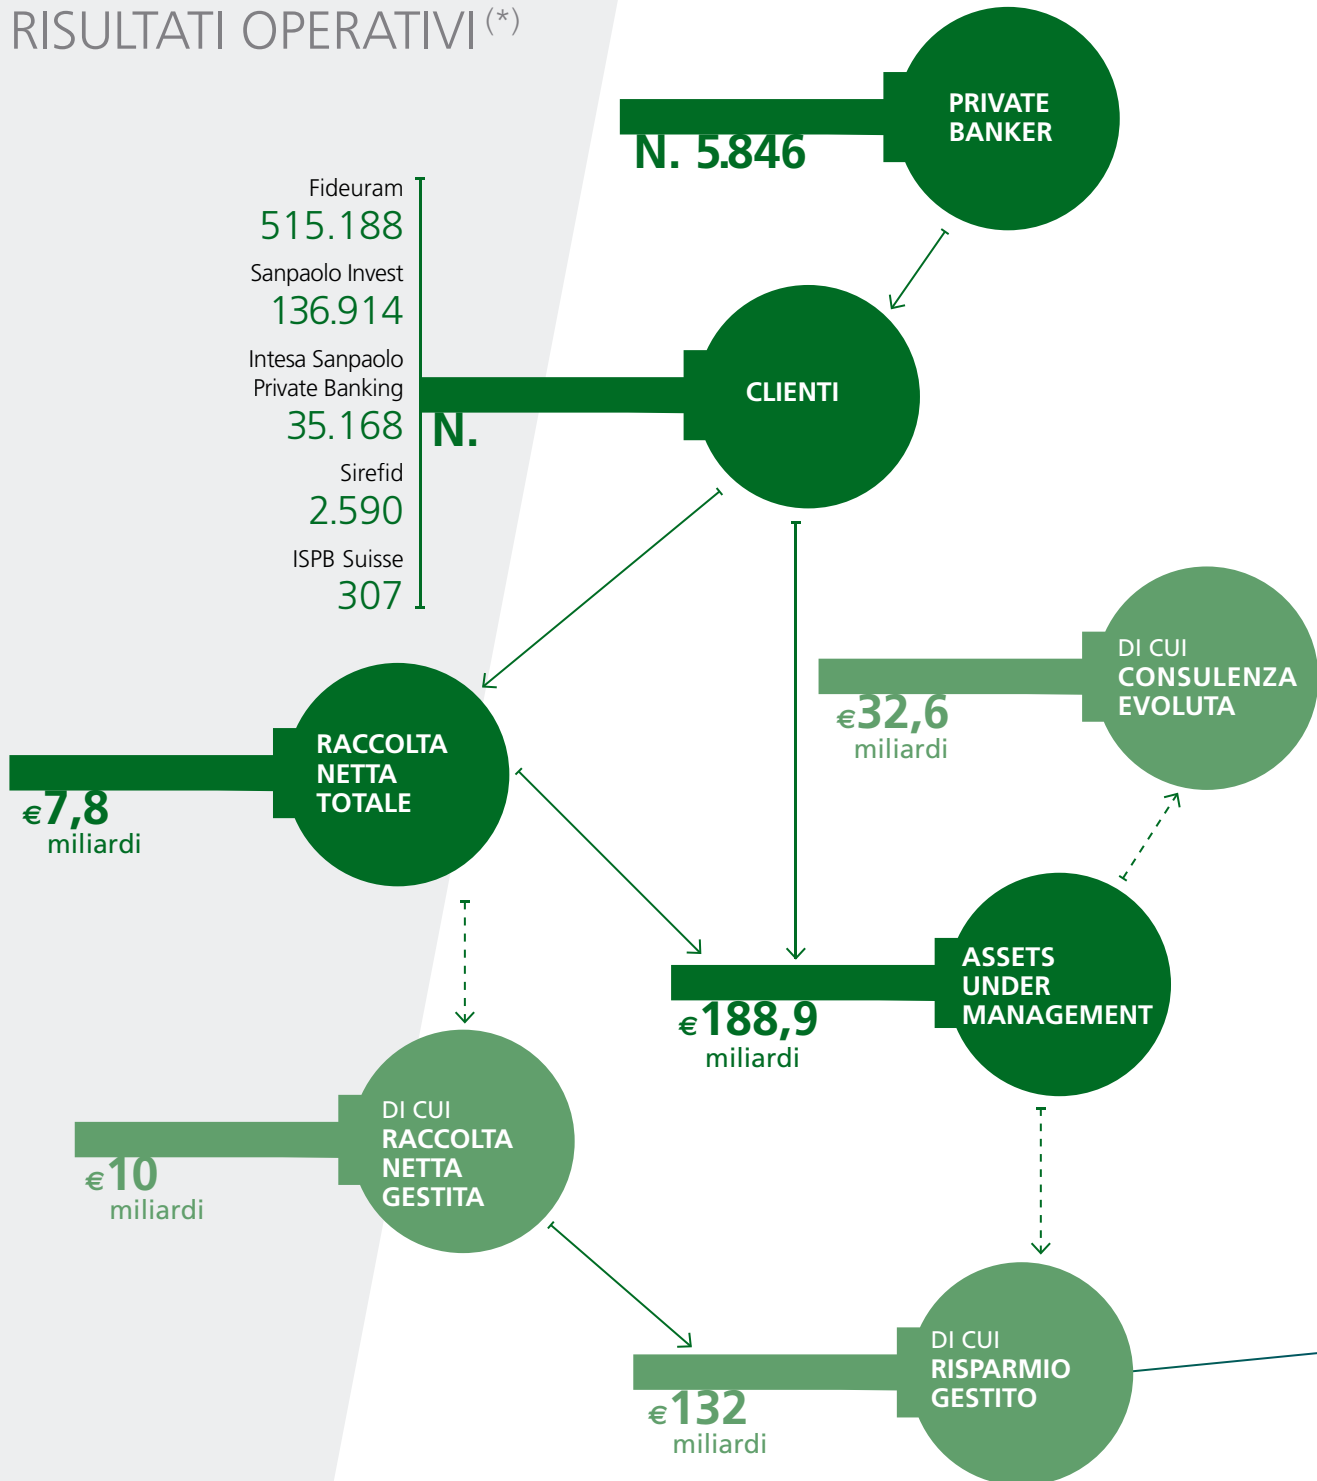 RISULTATI OPERATIVI (*)
PRIVATE
BANKER
N. 5.846
Fideuram
515.188
Sanpaolo Invest
136.914
Intesa Sanpaolo
Private Banking
35.168
Sirefid
2.590
ISPB Suisse
307
N.
CLIENTI
DI CUI
CONSULENZA
EVOLUTA
€ 32,6
miliardi
RACCOLTA
NETTA
TOTALE
€ 7,8
miliardi
ASSETS
UNDER
MANAGEMENT
€ 188,9
miliardi
DI CUI
RACCOLTA
NETTA
GESTITA
€ 10
miliardi
DI CUI
RISPARMIO
GESTITO
€ 132
miliardi